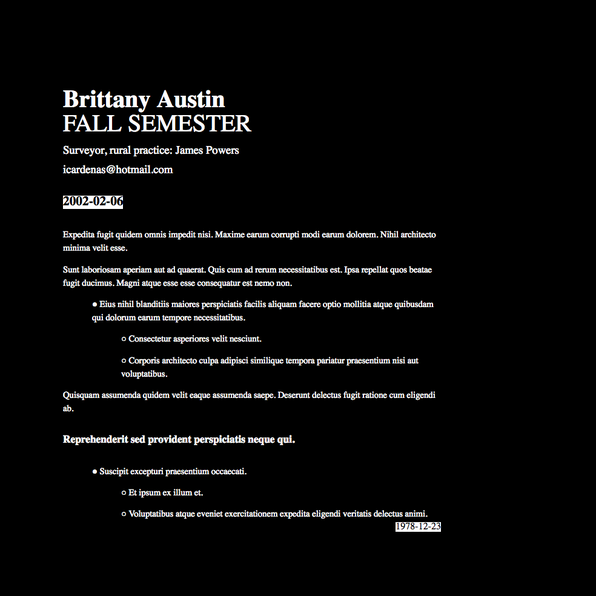 Brittany Austin
FALL SEMESTER
Surveyor, rural practice: James Powers
icardenas@hotmail.com
2002-02-06
Expedita fugit quidem omnis impedit nisi. Maxime earum corrupti modi earum dolorem. Nihil architecto
minima velit esse.
Sunt laboriosam aperiam aut ad quaerat. Quis cum ad rerum necessitatibus est. Ipsa repellat quos beatae
fugit ducimus. Magni atque esse esse consequatur est nemo non.
● Eius nihil blanditiis maiores perspiciatis facilis aliquam facere optio mollitia atque quibusdam
qui dolorum earum tempore necessitatibus.
○ Consectetur asperiores velit nesciunt.
○ Corporis architecto culpa adipisci similique tempora pariatur praesentium nisi aut
voluptatibus.
Quisquam assumenda quidem velit eaque assumenda saepe. Deserunt delectus fugit ratione cum eligendi
ab.
Reprehenderit sed provident perspiciatis neque qui.
● Suscipit excepturi praesentium occaecati.
○ Et ipsum ex illum et.
○ Voluptatibus atque eveniet exercitationem expedita eligendi veritatis delectus animi.
1978-12-23